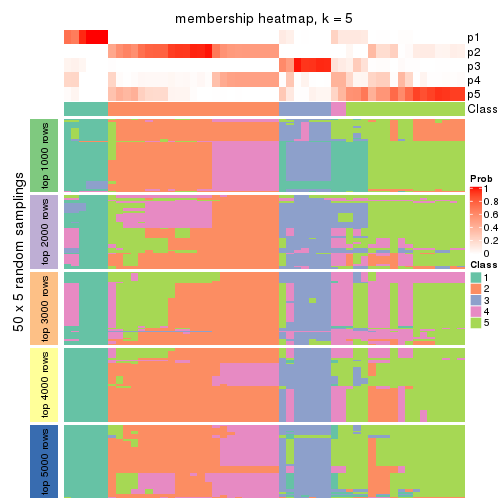 membership heatmap, k = 5
p1
p2
p3
p4
p5
Class
50 x 5 random samplings
top 1000 rows
top 2000 rows
top 3000 rows
top 4000 rows
top 5000 rows
Prob
1
0.8
0.6
0.4
0.2
0
Class
1
2
3
4
5